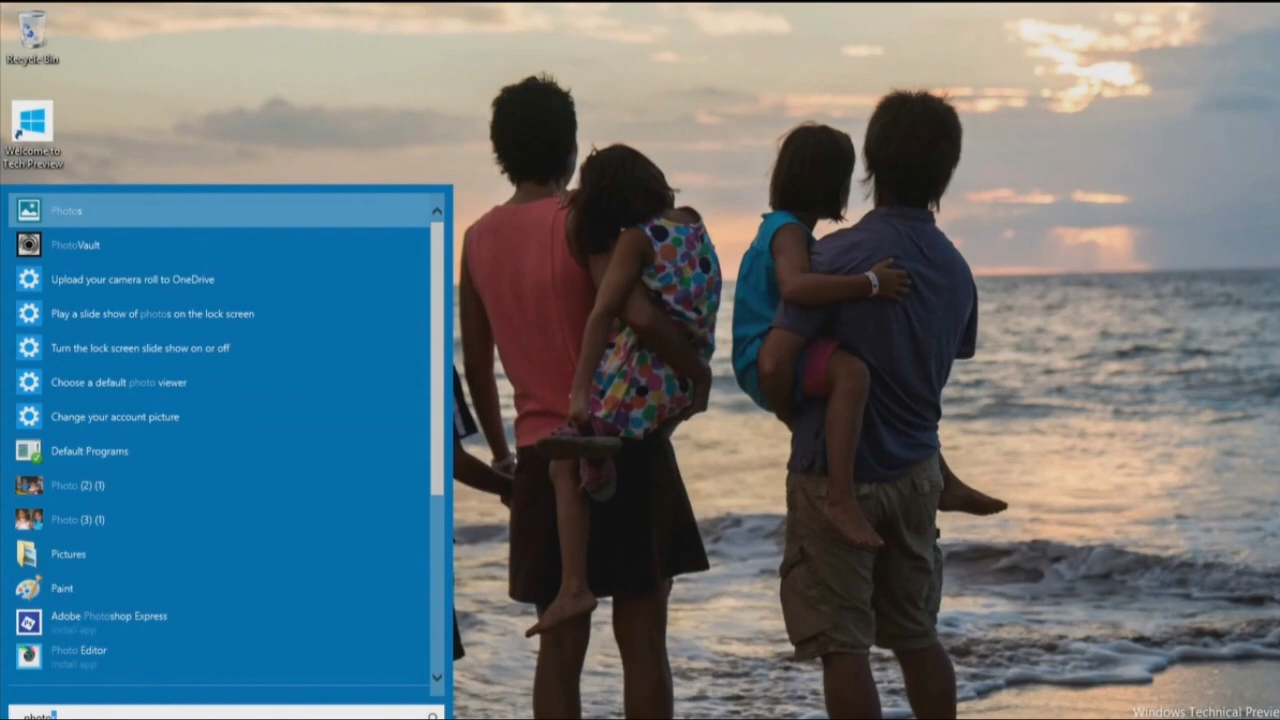 Recycle Bin
Welcome to
Tech Preview
Photos
PhotoVault
Upload your camera roll to OneDrive
Play a slide show of photos on the lock screen
Turn the lock screen slide show on or off
Choose a default photo viewer
Change your account picture
Default Programs
Photo (2) (1)
Photo (3) (1)
Pictures
Paint
Adobe Photoshop Express
Install app
Photo Editor
Install app
photo
Windows Technical Previe